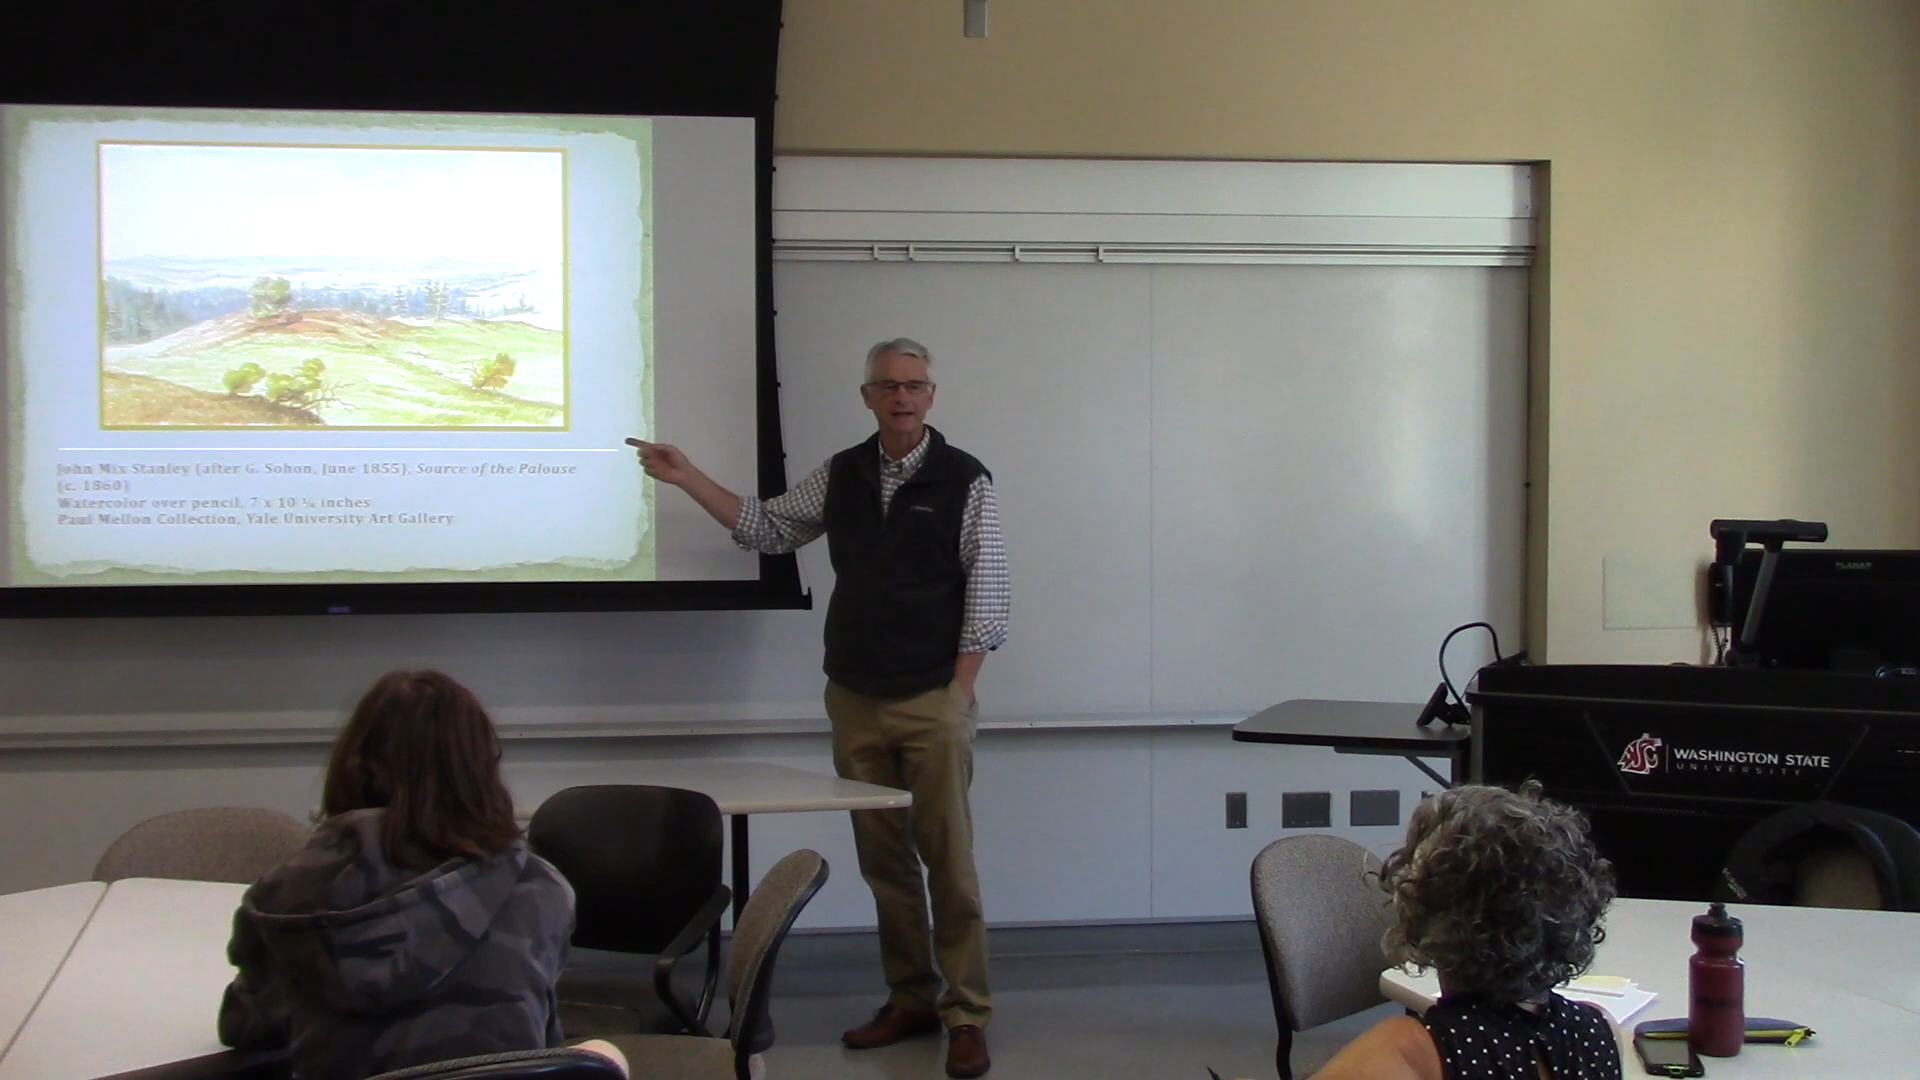 John Mix Stanley (after G. Sohon, June 1855), Source of the Palouse
(c. 1860)
Watercolor over pencil, 7 x 10 ¼ inches
Paul Mellon Collection, Yale University Art Gallery
PLANAR
WASHINGTON STATE
UNIVERSITY